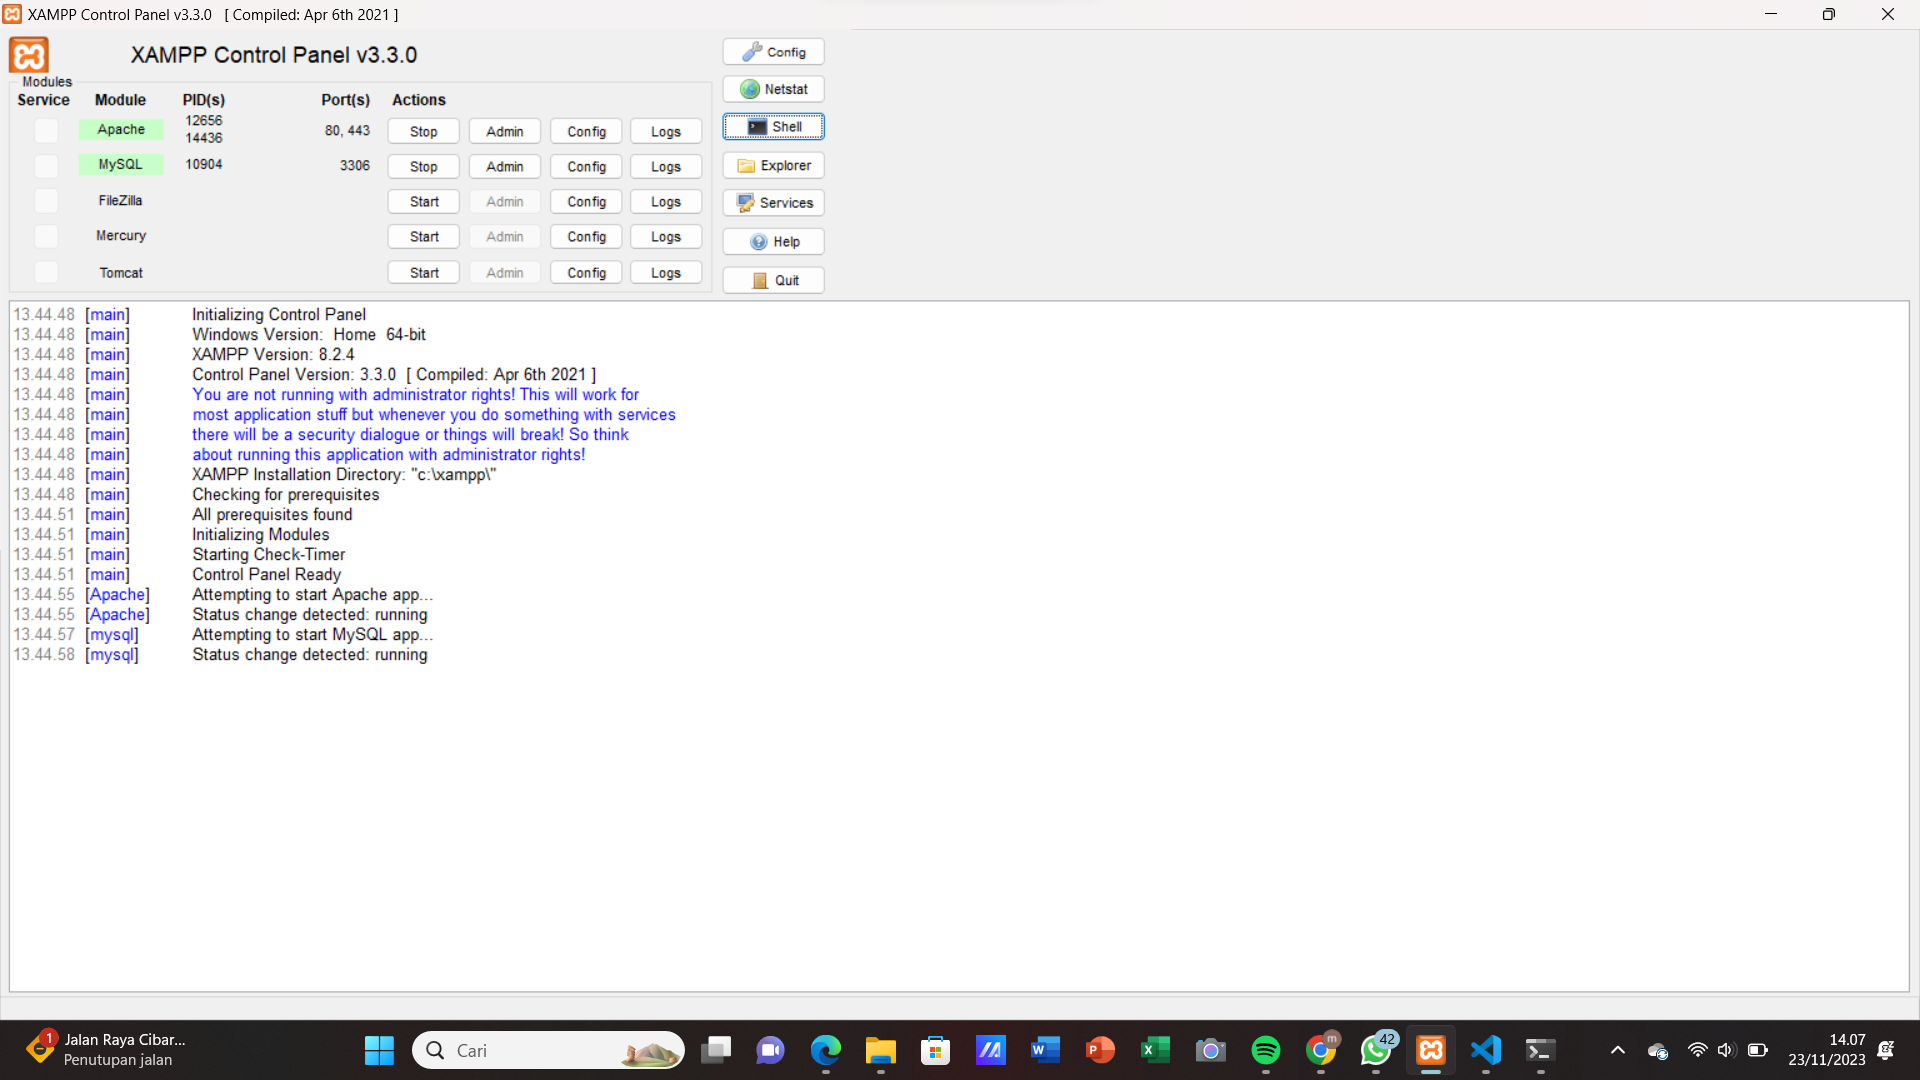 XAMPP Control Panel v3.3.0 [ Compiled: Apr 6th 2021 ]
XAMPP Control Panel v3.3.0
Modules
Service Module PID(s) Port(s) Actions
Apache 12656 14436 80, 443 Stop Admin Config Logs
MySQL 10904 3306 Stop Admin Config Logs
FileZilla Start Admin Config Logs
Mercury Start Admin Config Logs
Tomcat Start Admin Config Logs
Config
Netstat
Shell
Explorer
Services
Help
Quit
13.44.48 [main] Initializing Control Panel
13.44.48 [main] Windows Version: Home 64-bit
13.44.48 [main] XAMPP Version: 8.2.4
13.44.48 [main] Control Panel Version: 3.3.0 [ Compiled: Apr 6th 2021 ]
13.44.48 [main] You are not running with administrator rights! This will work for
13.44.48 [main] most application stuff but whenever you do something with services
13.44.48 [main] there will be a security dialogue or things will break! So think
13.44.48 [main] about running this application with administrator rights!
13.44.48 [main] XAMPP Installation Directory: "c:\xampp\"
13.44.48 [main] Checking for prerequisites
13.44.51 [main] All prerequisites found
13.44.51 [main] Initializing Modules
13.44.51 [main] Starting Check-Timer
13.44.51 [main] Control Panel Ready
13.44.55 [Apache] Attempting to start Apache app...
13.44.55 [Apache] Status change detected: running
13.44.57 [mysql] Attempting to start MySQL app...
13.44.58 [mysql] Status change detected: running
1
Jalan Raya Cibar...
Penutupan jalan
Cari
W
P
X
m
42
14.07
23/11/2023